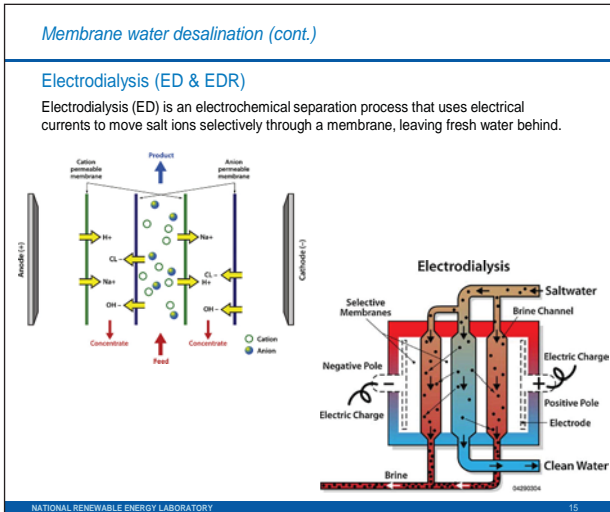 Membrane water desalination (cont.)
Electrodialysis (ED & EDR)
Electrodialysis (ED) is an electrochemical separation process that uses electrical
currents to move salt ions selectively through a membrane, leaving fresh water behind.
Product
Cation
permeable
membrane
Anion
permeable
membrane
Anode (+)
Cathode (–)
H+
Na+
CL –
CL –
Na+
H+
OH –
OH –
Concentrate
Feed
Concentrate
Cation
Anion
Electrodialysis
Saltwater
Selective
Membranes
Brine Channel
Negative Pole
Electric Charge
–
+
Positive Pole
Electric Charge
Electrode
Clean Water
Brine
04290304
NATIONAL RENEWABLE ENERGY LABORATORY
15